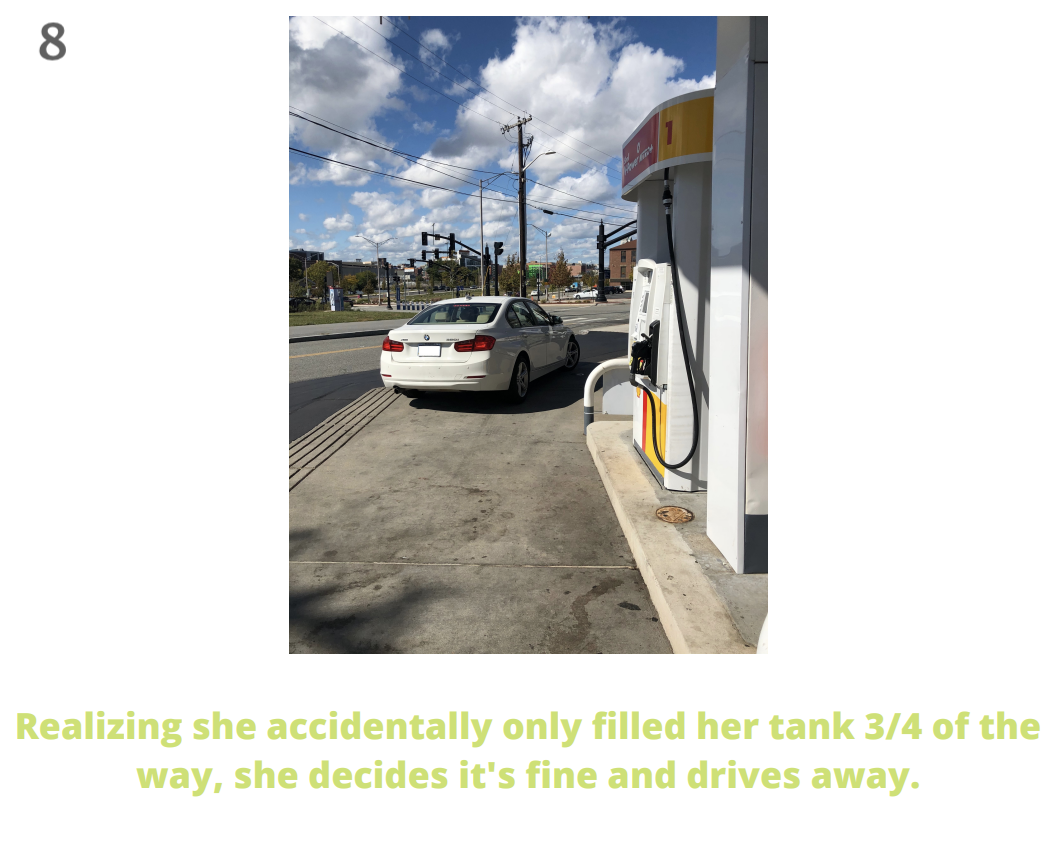 8
1
Realizing she accidentally only filled her tank 3/4 of the
way, she decides it's fine and drives away.